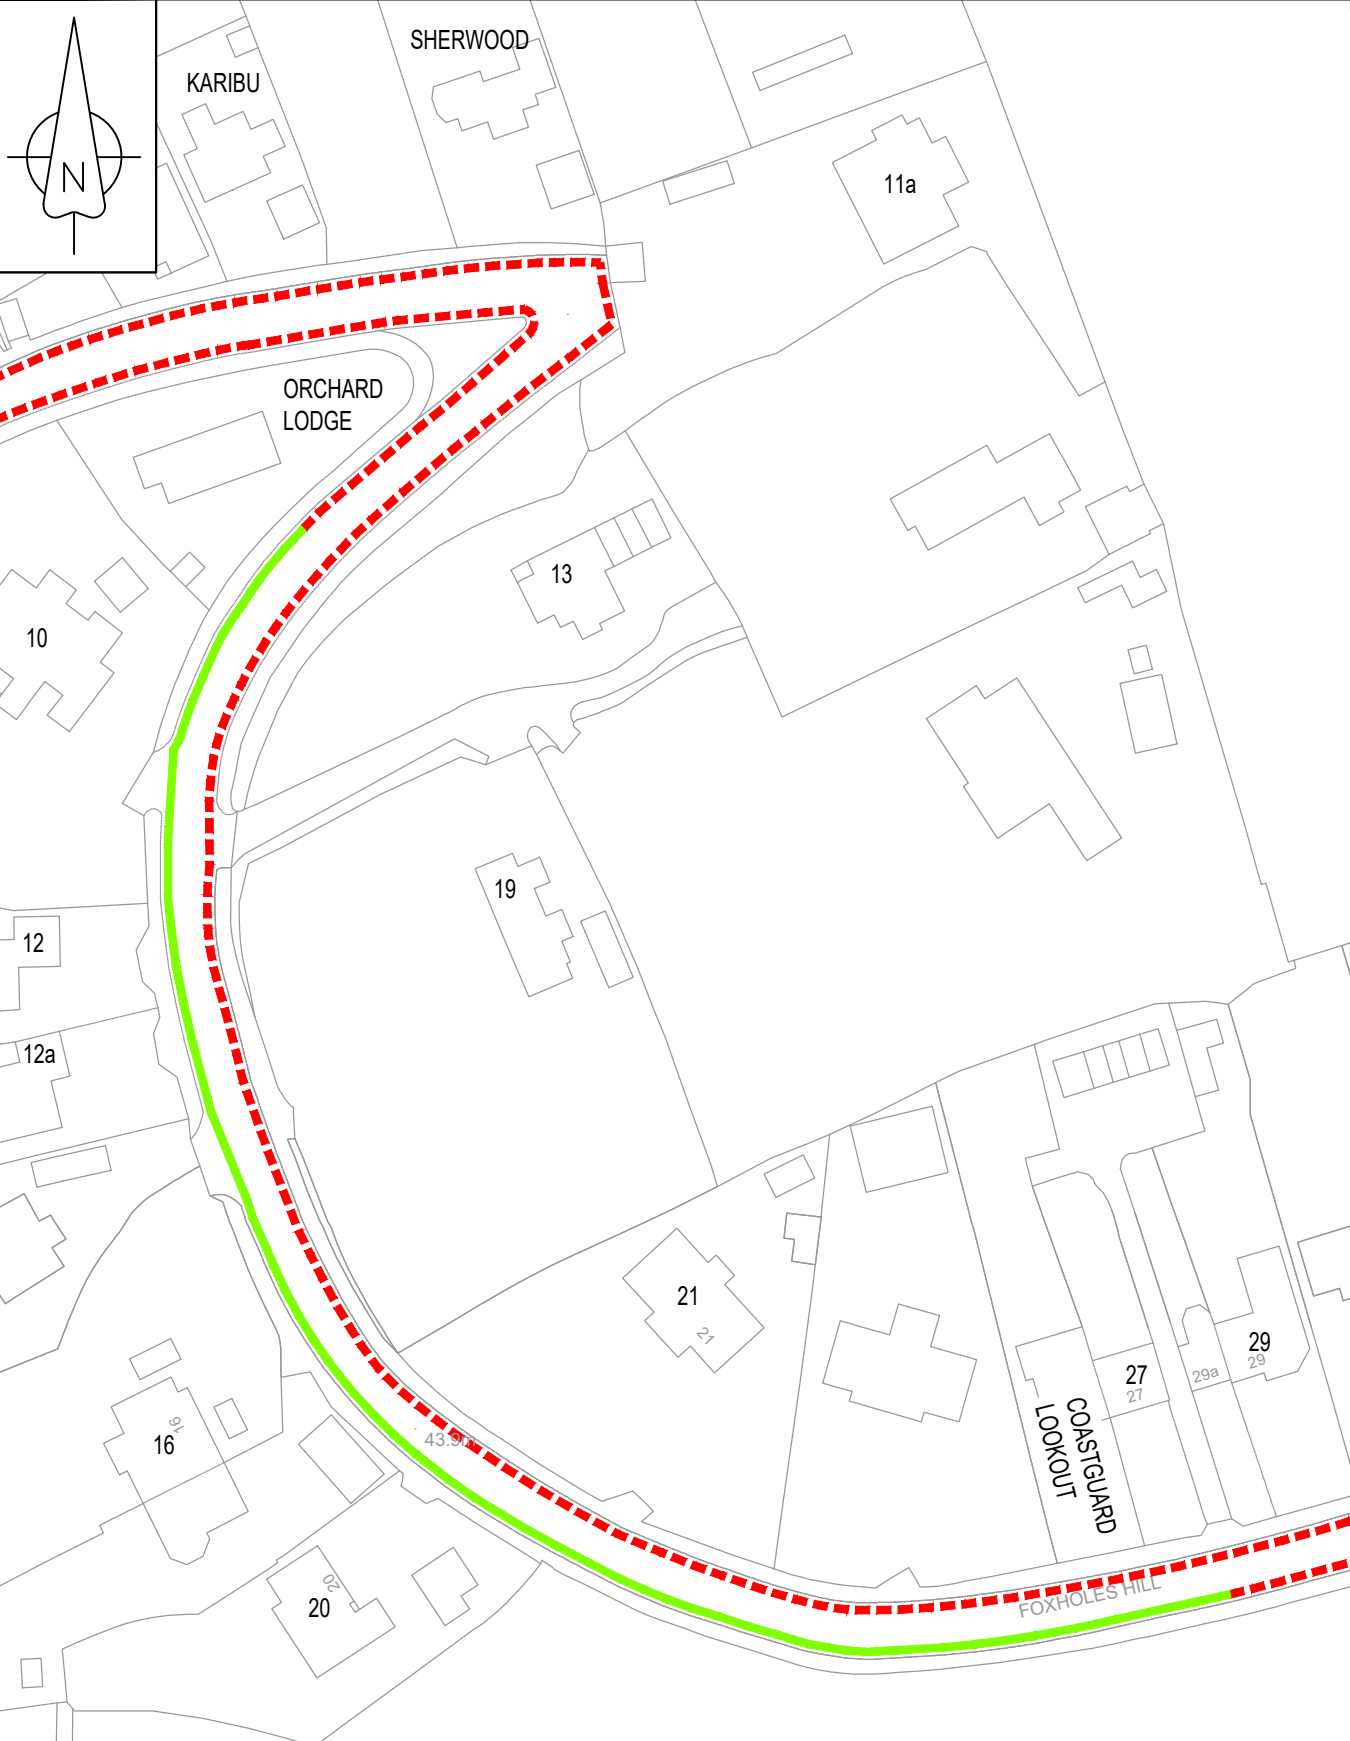 SHERWOOD
KARIBU
N
11a
ORCHARD
LODGE
13
10
19
12
12a
21
21
29
29
27
27
29a
COASTGUARD
LOOKOUT
16
16
43.9m
20
20
FOXHOLES HILL